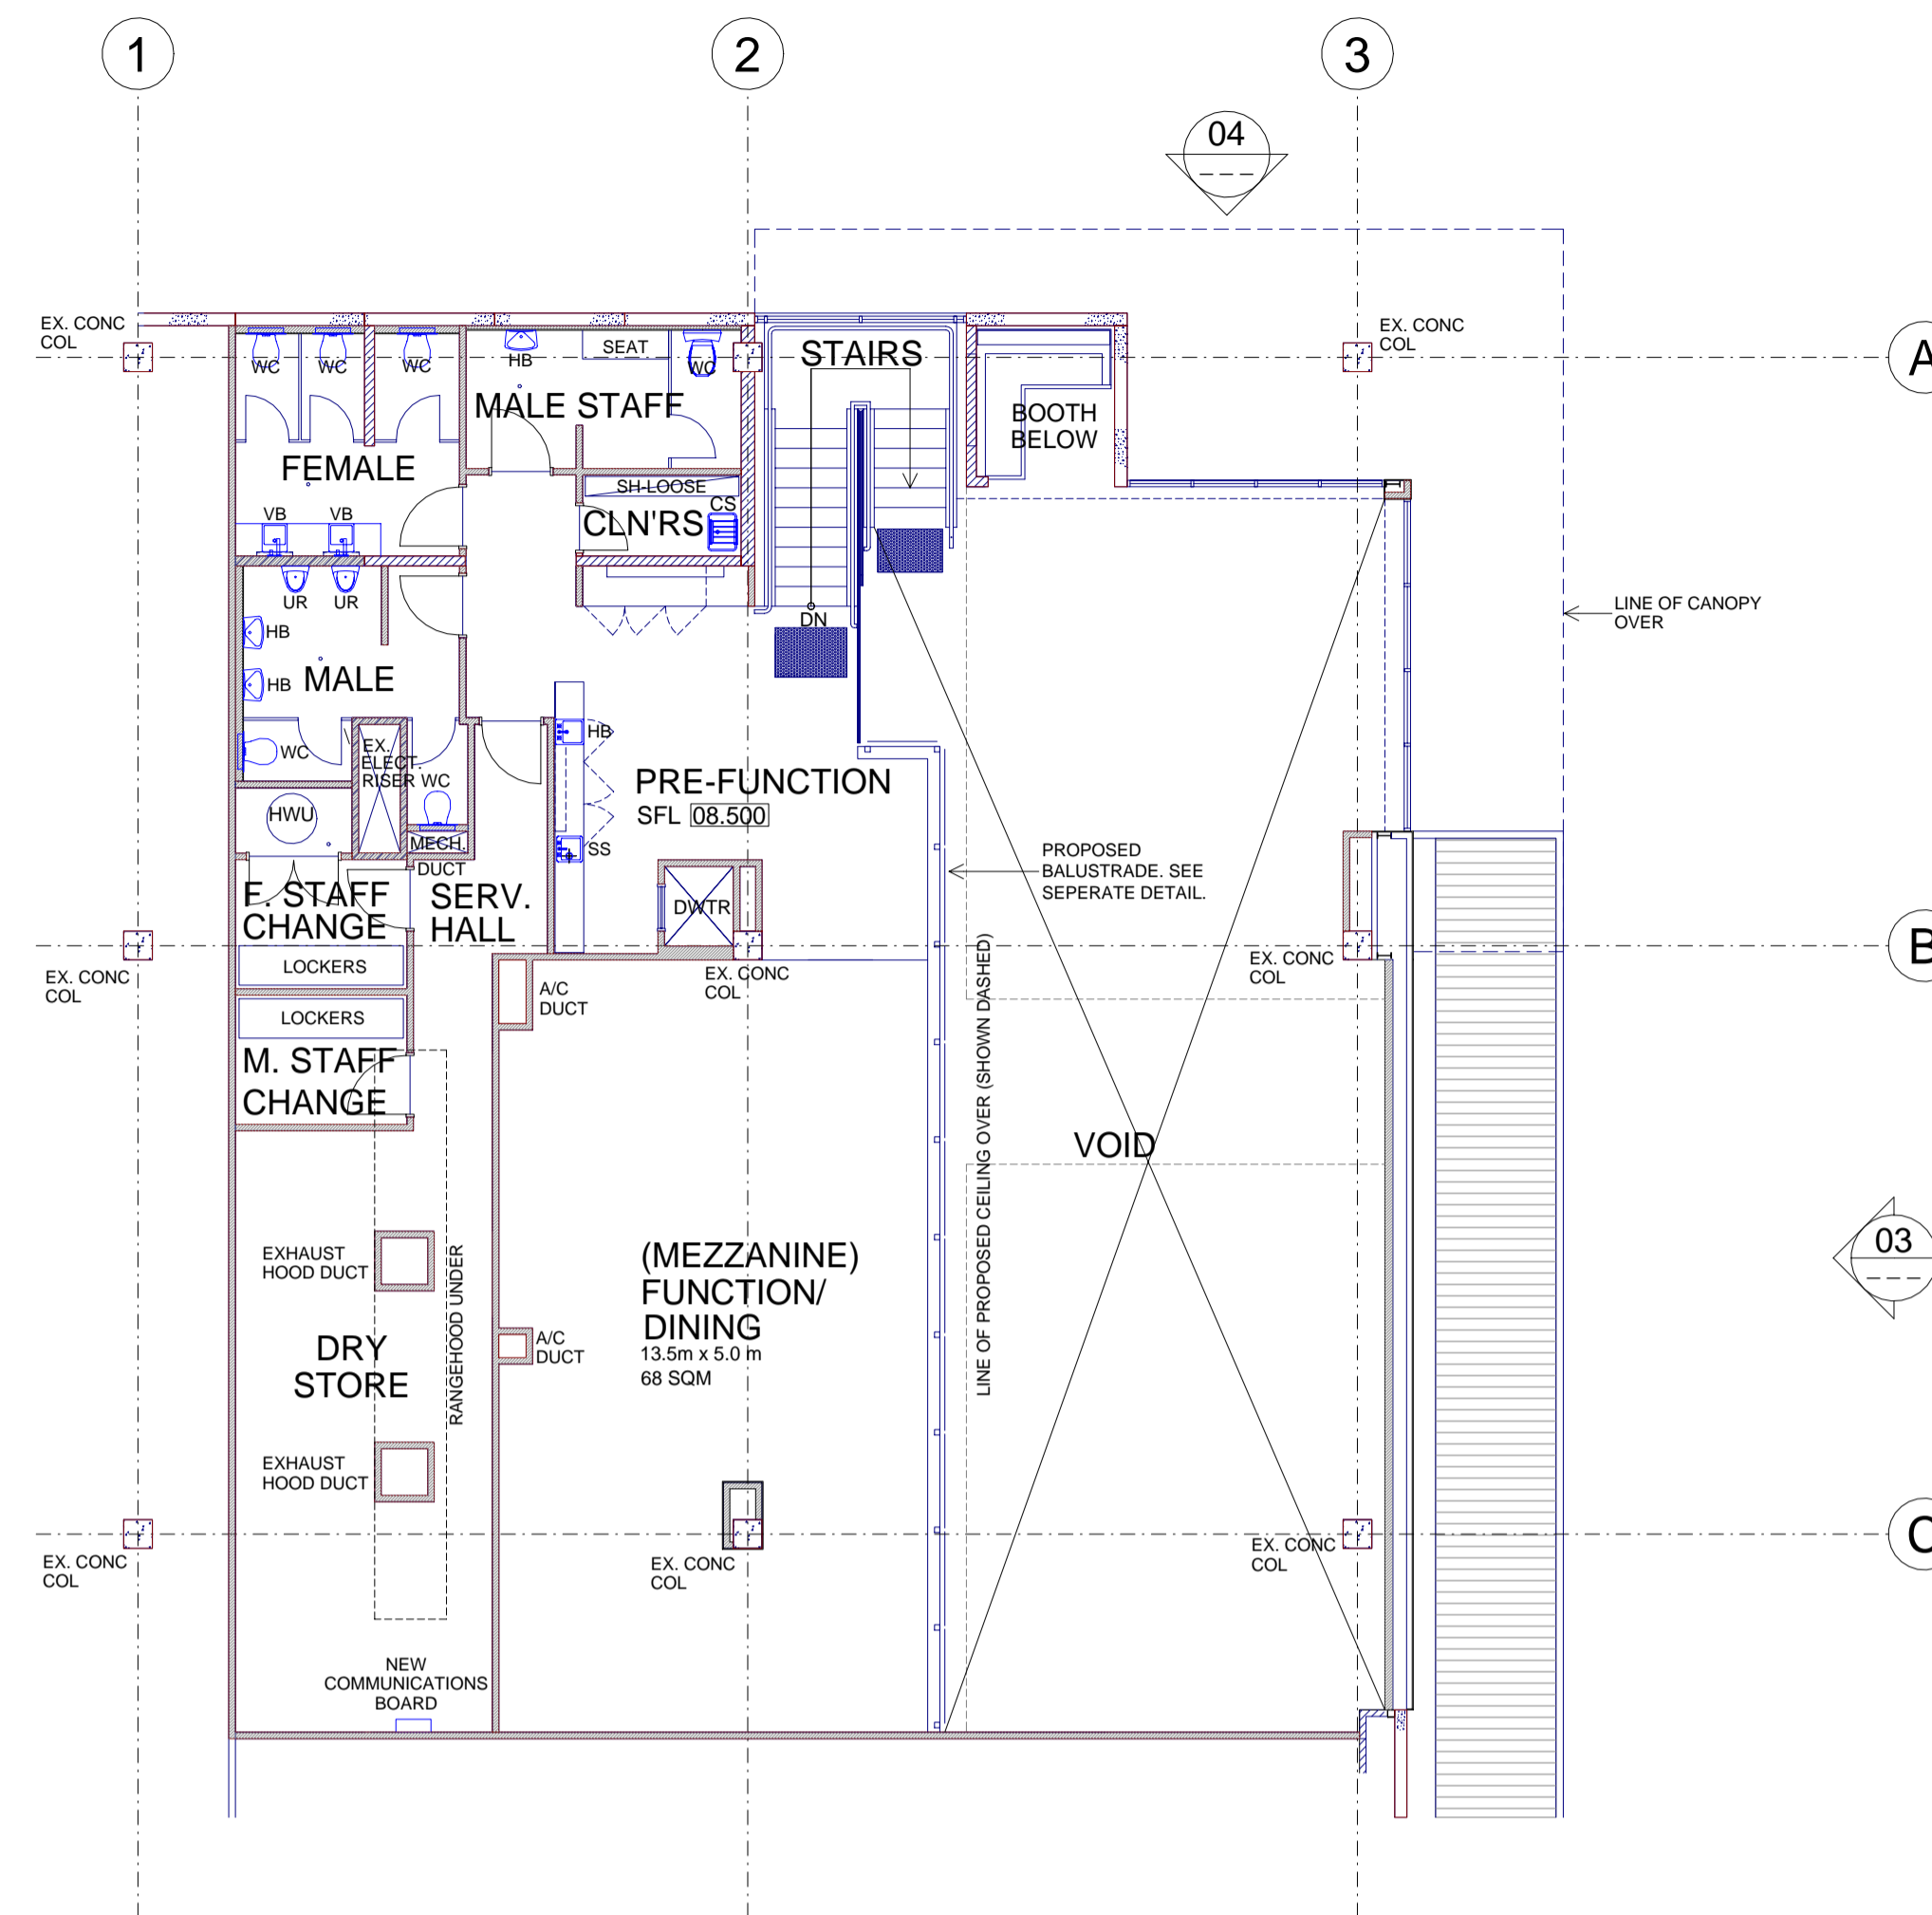 1
2
3
04
EX. CONC
COL
EX. CONC
COL
A
STAIRS
WC
WC
WC
HB
SEAT
WC
MALE STAFF
BOOTH
BELOW
FEMALE
SH-LOOSE
CS
CLN'RS
VB
VB
UR
UR
HB
HB
MALE
DN
LINE OF CANOPY
OVER
WC
EX.
ELECT.
RISER
WC
HB
PRE-FUNCTION
SFL 08.500
HWU
MECH.
DUCT
SS
PROPOSED
BALUSTRADE. SEE
SEPERATE DETAIL.
F. STAFF
CHANGE
SERV.
HALL
DWTR
B
LOCKERS
LOCKERS
EX. CONC
COL
A/C
DUCT
EX. CONC
COL
EX. CONC
COL
M. STAFF
CHANGE
LINE OF PROPOSED CEILING OVER (SHOWN DASHED)
VOID
EXHAUST
HOOD DUCT
RANGEHOOD UNDER
(MEZZANINE)
FUNCTION/
DINING
13.5m x 5.0 m
68 SQM
03
DRY
STORE
A/C
DUCT
EXHAUST
HOOD DUCT
EX. CONC
COL
EX. CONC
COL
EX. CONC
COL
C
NEW
COMMUNICATIONS
BOARD